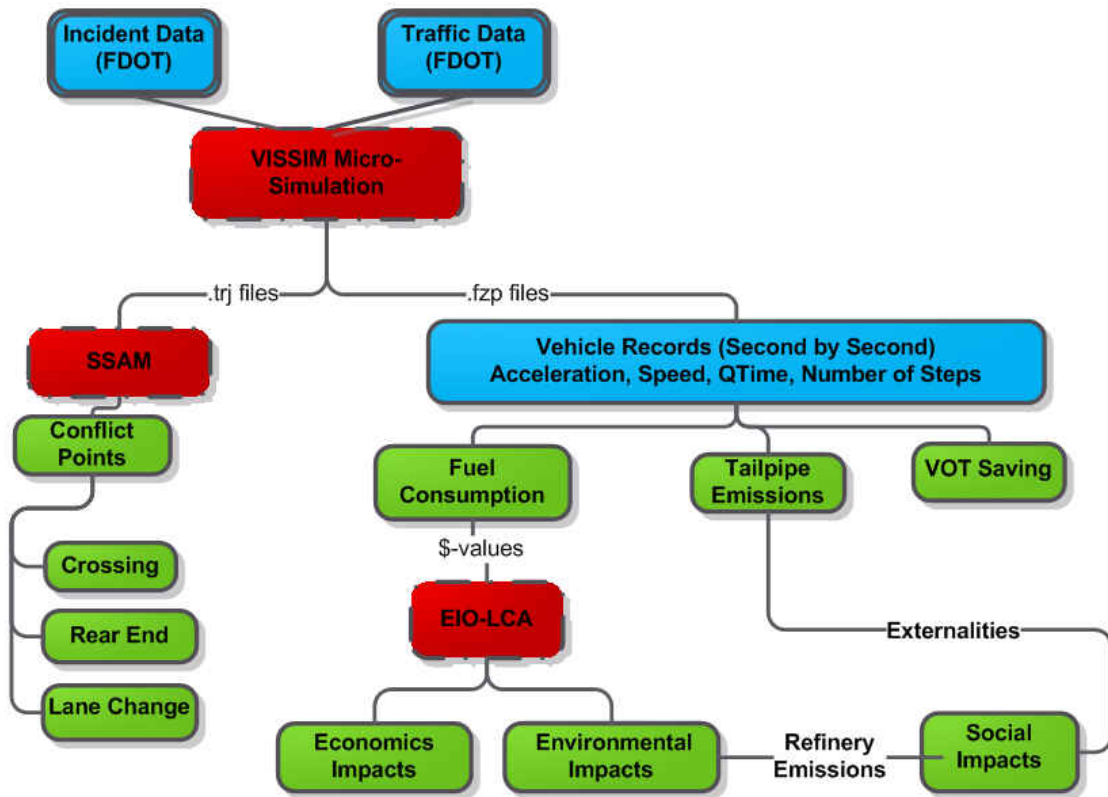 Incident Data
(FDOT)
Traffic Data
(FDOT)
VISSIM Micro-
Simulation
.trj files
.fzp files
SSAM
Vehicle Records (Second by Second)
Acceleration, Speed, QTime, Number of Steps
Conflict
Points
Fuel
Consumption
Tailpipe
Emissions
VOT Saving
$-values
Crossing
EIO-LCA
Rear End
Externalities
Lane Change
Economics
Impacts
Environmental
Impacts
Refinery
Emissions
Social
Impacts